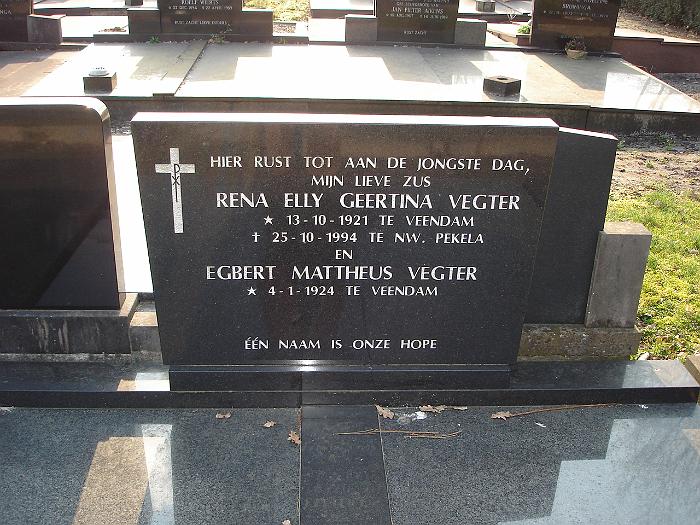 HIER RUST TOT AAN DE JONGSTE DAG,
MIJN LIEVE ZUS
RENA ELLY GEERTINA VEGTER
★ 13-10-1921 TE VEENDAM
† 25-10-1994 TE NW. PEKELA
EN
EGBERT MATTHEUS VEGTER
★ 4-1-1924 TE VEENDAM
ÉÉN NAAM IS ONZE HOPE